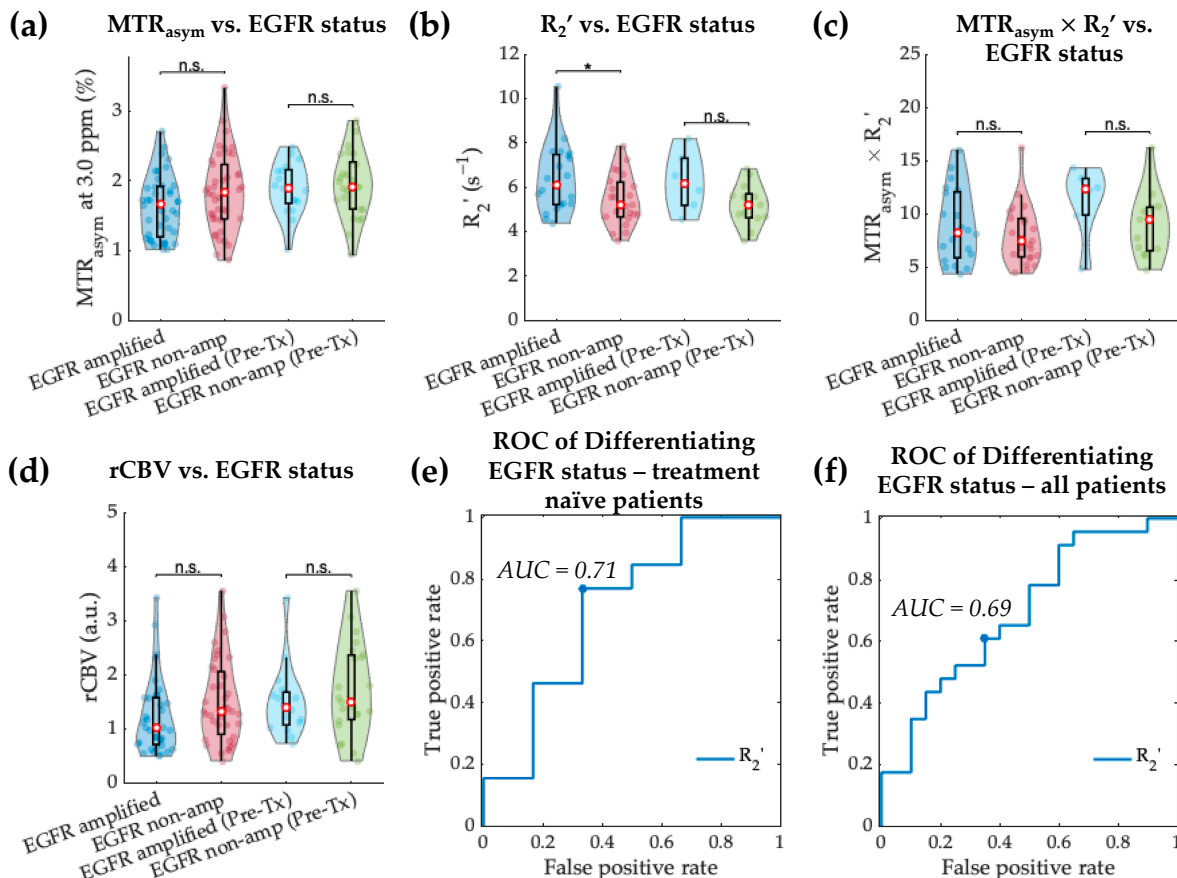 (a) MTRasym vs. EGFR status
MTRasym at 3.0 ppm (%)
3
2
1
0
n.s.
n.s.
EGFR amplified
EGFR non-amp
EGFR amplified (Pre-Tx)
EGFR non-amp (Pre-Tx)
(b) R2' vs. EGFR status
R2' (s−1)
12
10
8
6
4
2
0
*
n.s.
EGFR amplified
EGFR non-amp
EGFR amplified (Pre-Tx)
EGFR non-amp (Pre-Tx)
(c) MTRasym × R2' vs.
EGFR status
MTRasym × R2'
25
20
15
10
5
0
n.s.
n.s.
EGFR amplified
EGFR non-amp
EGFR amplified (Pre-Tx)
EGFR non-amp (Pre-Tx)
(d) rCBV vs. EGFR status
rCBV (a.u.)
5
4
3
2
1
0
n.s.
n.s.
EGFR amplified
EGFR non-amp
EGFR amplified (Pre-Tx)
EGFR non-amp (Pre-Tx)
(e) ROC of Differentiating
EGFR status – treatment
naïve patients
True positive rate
1
0.8
0.6
0.4
0.2
0
AUC = 0.71
R2'
0 0.2 0.4 0.6 0.8 1
False positive rate
(f) ROC of Differentiating
EGFR status – all patients
True positive rate
1
0.8
0.6
0.4
0.2
0
AUC = 0.69
R2'
0 0.2 0.4 0.6 0.8 1
False positive rate